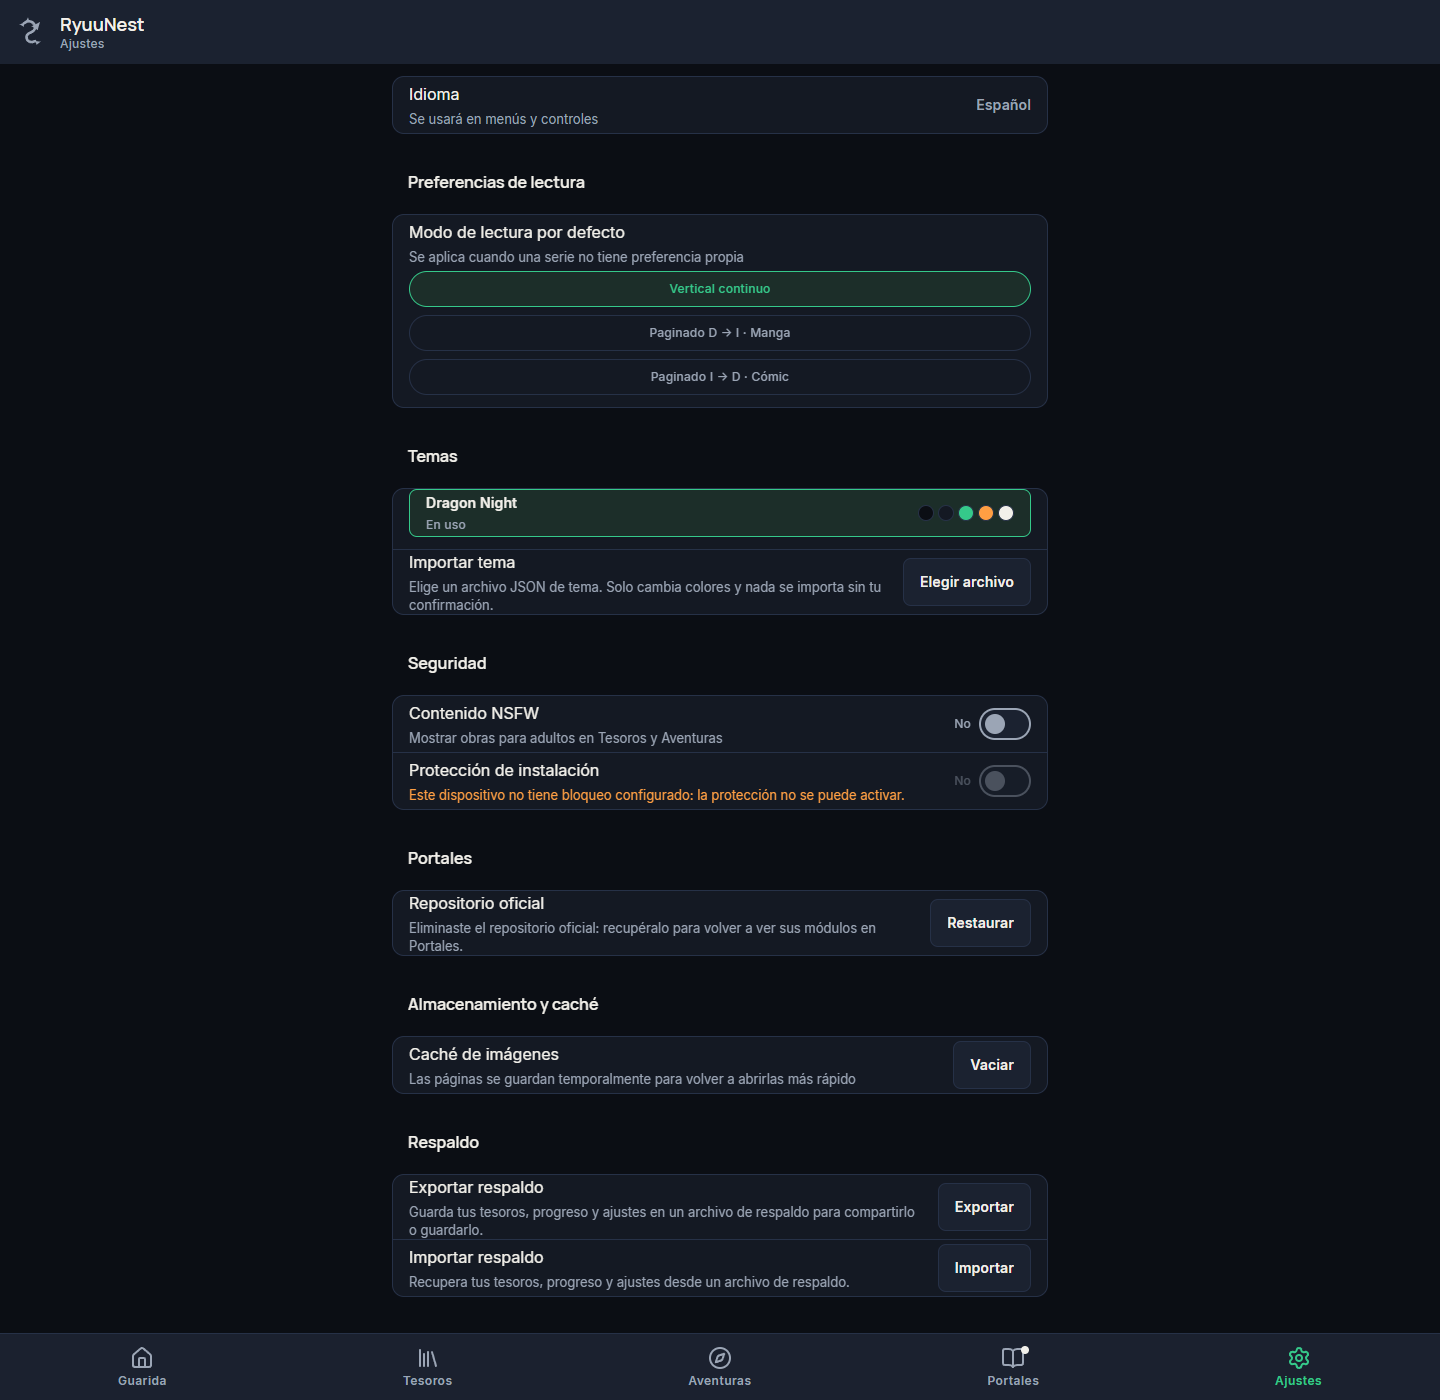 RyuuNest
Ajustes
Idioma
Se usará en menús y controles
Español
Preferencias de lectura
Modo de lectura por defecto
Se aplica cuando una serie no tiene preferencia propia
Vertical continuo
Paginado D → I · Manga
Paginado I → D · Cómic
Temas
Dragon Night
En uso
Importar tema
Elige un archivo JSON de tema. Solo cambia colores y nada se importa sin tu
confirmación.
Elegir archivo
Seguridad
Contenido NSFW
Mostrar obras para adultos en Tesoros y Aventuras
No
Protección de instalación
Este dispositivo no tiene bloqueo configurado: la protección no se puede activar.
No
Portales
Repositorio oficial
Eliminaste el repositorio oficial: recupéralo para volver a ver sus módulos en
Portales.
Restaurar
Almacenamiento y caché
Caché de imágenes
Las páginas se guardan temporalmente para volver a abrirlas más rápido
Vaciar
Respaldo
Exportar respaldo
Guarda tus tesoros, progreso y ajustes en un archivo de respaldo para compartirlo
o guardarlo.
Exportar
Importar respaldo
Recupera tus tesoros, progreso y ajustes desde un archivo de respaldo.
Importar
Guarida
Tesoros
Aventuras
Portales
Ajustes